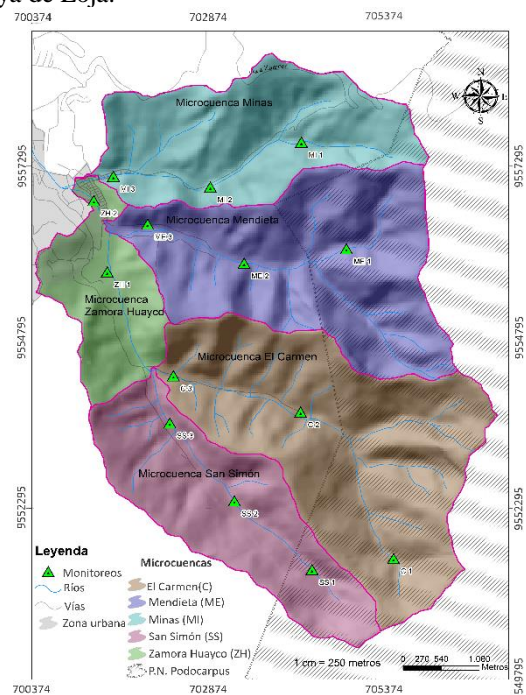 ya de Loja.
700374 702874 705374
N
W E
S
Microcuenca Minas
MI 1
9557295 9557295
MI 3
MI 2
ZH 2
Microcuenca Mendieta
ME 3
ME 1
ME 2
ZH 1
Microcuenca
Zamora Huayco
9554795 9554795
Microcuenca El Carmen
C 3
C 2
SS 3
Microcuenca San Simón
9552295 9552295
SS 2
SS 1
C 1
Leyenda
Monitoreos
Ríos
Vías
Zona urbana
Microcuencas
El Carmen(C)
Mendieta (ME)
Minas (MI)
San Simón (SS)
Zamora Huayco (ZH)
P.N. Podocarpus
1 cm = 250 metros
0 270 540 1.080
Metros
700374 702874 705374